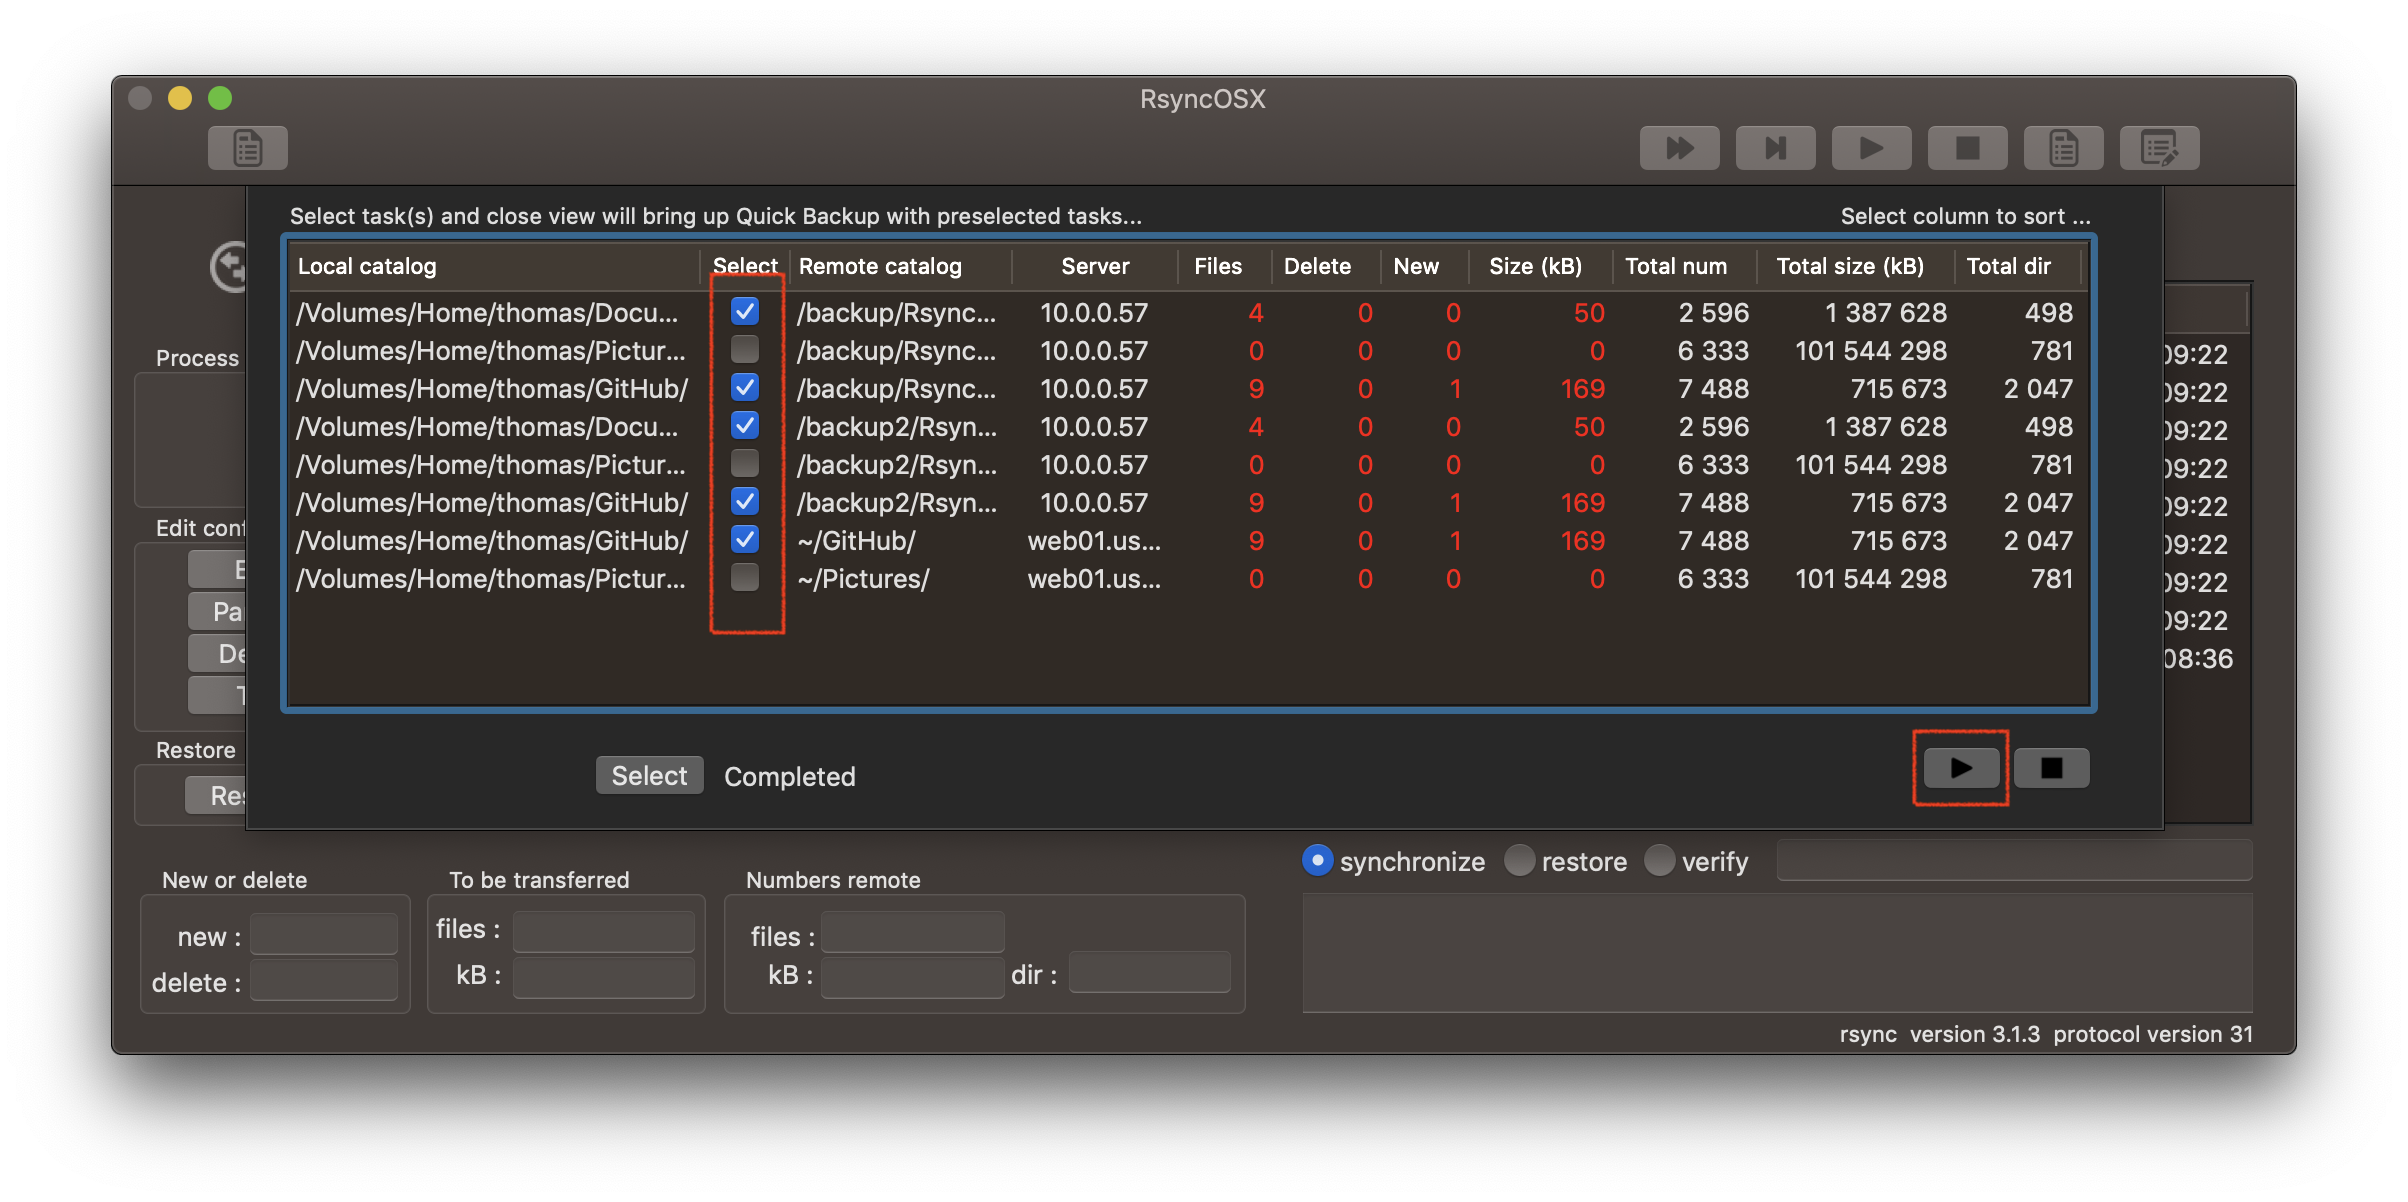 RsyncOSX
Select task(s) and close view will bring up Quick Backup with preselected tasks... Select column to sort ...
Local catalog Select Remote catalog Server Files Delete New Size (kB) Total num Total size (kB) Total dir
/Volumes/Home/thomas/Docu... /backup/Rsync... 10.0.0.57 4 0 0 50 2 596 1 387 628 498
/Volumes/Home/thomas/Pictur... /backup/Rsync... 10.0.0.57 0 0 0 0 6 333 101 544 298 781
/Volumes/Home/thomas/GitHub/ /backup/Rsync... 10.0.0.57 9 0 1 169 7 488 715 673 2 047
/Volumes/Home/thomas/Docu... /backup2/Rsyn... 10.0.0.57 4 0 0 50 2 596 1 387 628 498
/Volumes/Home/thomas/Pictur... /backup2/Rsyn... 10.0.0.57 0 0 0 0 6 333 101 544 298 781
/Volumes/Home/thomas/GitHub/ /backup2/Rsyn... 10.0.0.57 9 0 1 169 7 488 715 673 2 047
/Volumes/Home/thomas/GitHub/ ~/GitHub/ web01.us... 9 0 1 169 7 488 715 673 2 047
/Volumes/Home/thomas/Pictur... ~/Pictures/ web01.us... 0 0 0 0 6 333 101 544 298 781
Select Completed
Process
Edit
Restore
09:22
09:22
09:22
09:22
09:22
09:22
09:22
09:22
08:36
synchronize restore verify
New or delete
new :
delete :
To be transferred
files :
kB :
Numbers remote
files :
kB : dir :
rsync version 3.1.3 protocol version 31